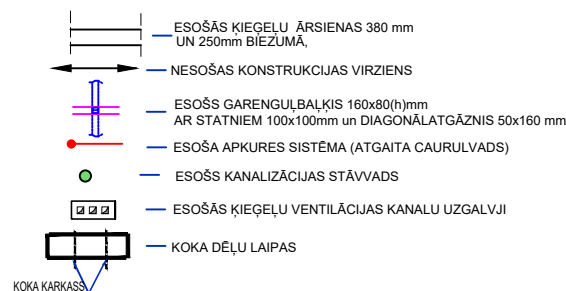 ESOŠĀS ĶIEĢEĻU ĀRSIENAS 380 mm
UN 250mm BIEZUMĀ,
NESOŠAS KONSTRUKCIJAS VIRZIENS
ESOŠS GARENGUĻBAĻĶIS 160x80(h)mm
AR STATNIEM 100x100mm un DIAGONĀLATGĀZNIS 50x160 mm
ESOŠA APKURES SISTĒMA (ATGAITA CAURULVADS)
ESOŠS KANALIZĀCIJAS STĀVVADS
ESOŠĀS ĶIEĢEĻU VENTILĀCIJAS KANALU UZGALVJI
KOKA DĒĻU LAIPAS
KOKA KARKASS